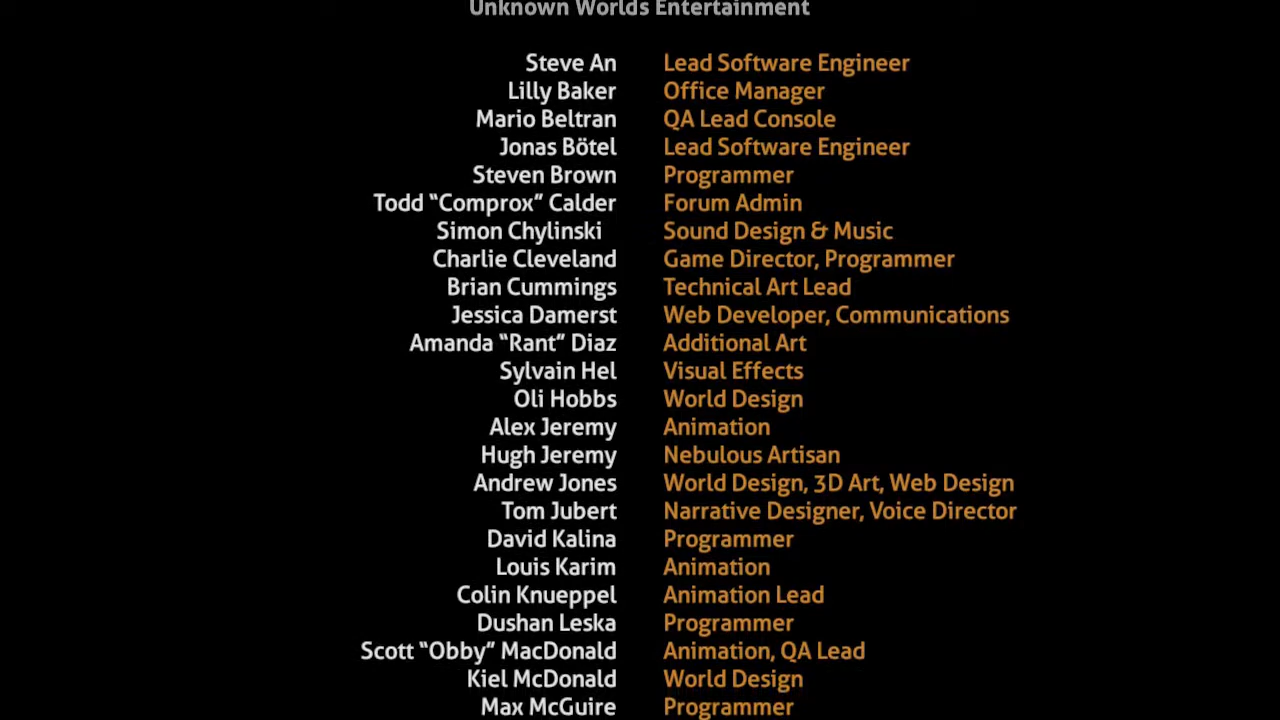 Unknown Worlds Entertainment
Steve An Lead Software Engineer
Lilly Baker Office Manager
Mario Beltran QA Lead Console
Jonas Bötel Lead Software Engineer
Steven Brown Programmer
Todd “Comprox” Calder Forum Admin
Simon Chylinski Sound Design & Music
Charlie Cleveland Game Director, Programmer
Brian Cummings Technical Art Lead
Jessica Damerst Web Developer, Communications
Amanda “Rant” Diaz Additional Art
Sylvain Hel Visual Effects
Oli Hobbs World Design
Alex Jeremy Animation
Hugh Jeremy Nebulous Artisan
Andrew Jones World Design, 3D Art, Web Design
Tom Jubert Narrative Designer, Voice Director
David Kalina Programmer
Louis Karim Animation
Colin Knueppel Animation Lead
Dushan Leska Programmer
Scott “Obby” MacDonald Animation, QA Lead
Kiel McDonald World Design
Max McGuire Programmer